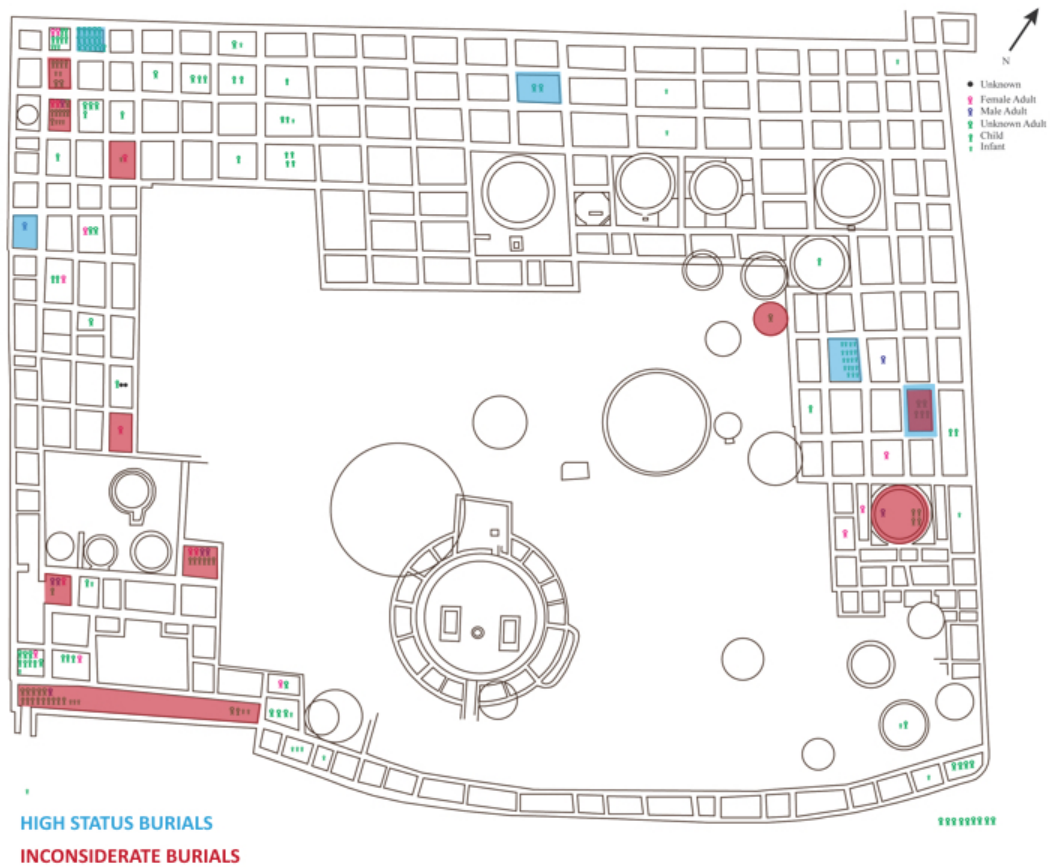 N
Unknown
Female Adult
Male Adult
Unknown Adult
Child
Infant
HIGH STATUS BURIALS
INCONSIDERATE BURIALS